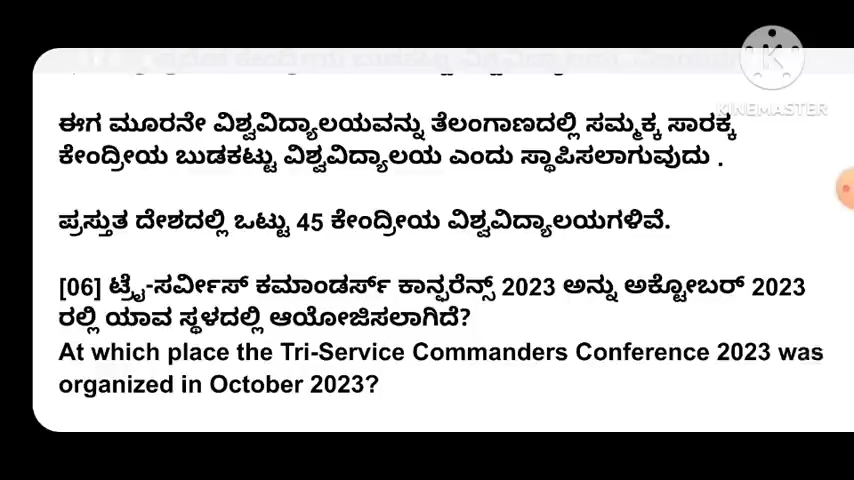 KINEMASTER
ಈಗ ಮೂರನೇ ವಿಶ್ವವಿದ್ಯಾಲಯವನ್ನು ತೆಲಂಗಾಣದಲ್ಲಿ ಸಮ್ಮಕ್ಕ ಸಾರಕ್ಕ
ಕೇಂದ್ರೀಯ ಬುಡಕಟ್ಟು ವಿಶ್ವವಿದ್ಯಾಲಯ ಎಂದು ಸ್ಥಾಪಿಸಲಾಗುವುದು .
ಪ್ರಸ್ತುತ ದೇಶದಲ್ಲಿ ಒಟ್ಟು 45 ಕೇಂದ್ರೀಯ ವಿಶ್ವವಿದ್ಯಾಲಯಗಳಿವೆ.
[06] ಟ್ರೈ-ಸರ್ವೀಸ್ ಕಮಾಂಡರ್ಸ್ ಕಾನ್ಫರೆನ್ಸ್ 2023 ಅನ್ನು ಅಕ್ಟೋಬರ್ 2023
ರಲ್ಲಿ ಯಾವ ಸ್ಥಳದಲ್ಲಿ ಆಯೋಜಿಸಲಾಗಿದೆ?
At which place the Tri-Service Commanders Conference 2023 was
organized in October 2023?